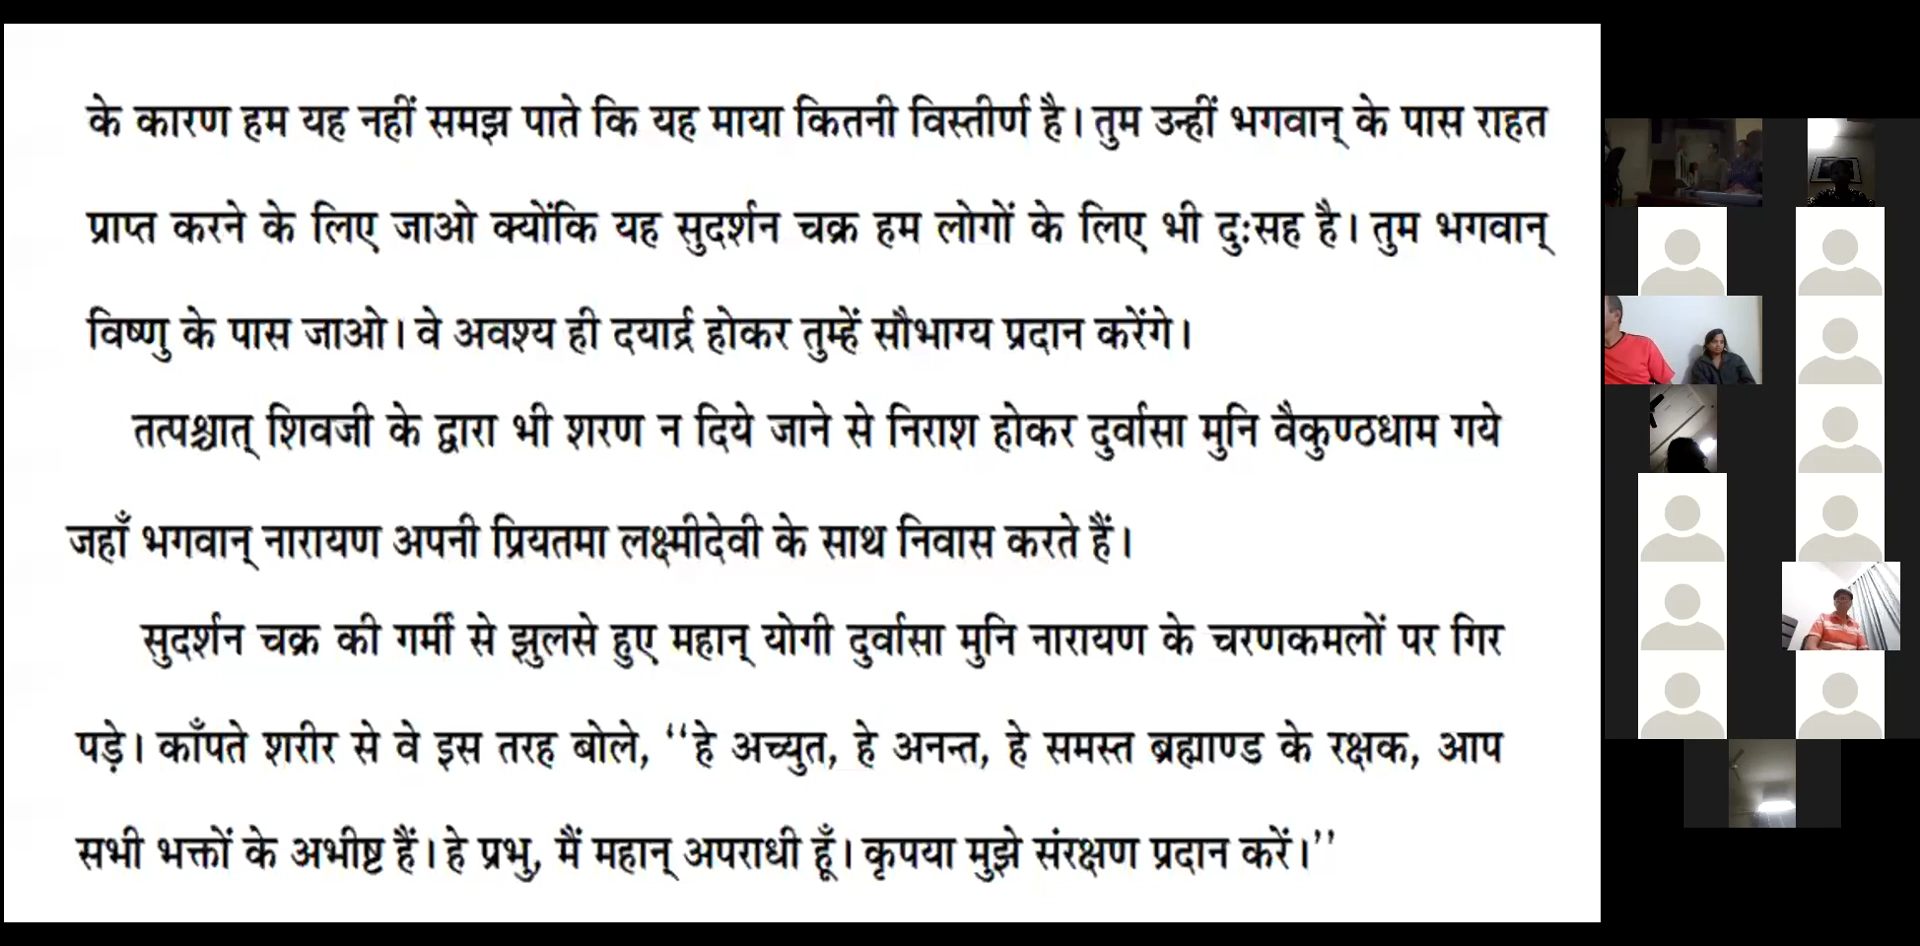 के कारण हम यह नहीं समझ पाते कि यह माया कितनी विस्तीर्ण है। तुम उन्हीं भगवान् के पास राहत
प्राप्त करने के लिए जाओ क्योंकि यह सुदर्शन चक्र हम लोगों के लिए भी दुःसह है। तुम भगवान्
विष्णु के पास जाओ। वे अवश्य ही दयार्द्र होकर तुम्हें सौभाग्य प्रदान करेंगे।
तत्पश्चात् शिवजी के द्वारा भी शरण न दिये जाने से निराश होकर दुर्वासा मुनि वैकुण्ठधाम गये
जहाँ भगवान् नारायण अपनी प्रियतमा लक्ष्मीदेवी के साथ निवास करते हैं।
सुदर्शन चक्र की गर्मी से झुलसे हुए महान् योगी दुर्वासा मुनि नारायण के चरणकमलों पर गिर
पड़े। काँपते शरीर से वे इस तरह बोले, ‘‘हे अच्युत, हे अनन्त, हे समस्त ब्रह्माण्ड के रक्षक, आप
सभी भक्तों के अभीष्ट हैं। हे प्रभु, मैं महान् अपराधी हूँ। कृपया मुझे संरक्षण प्रदान करें।’’